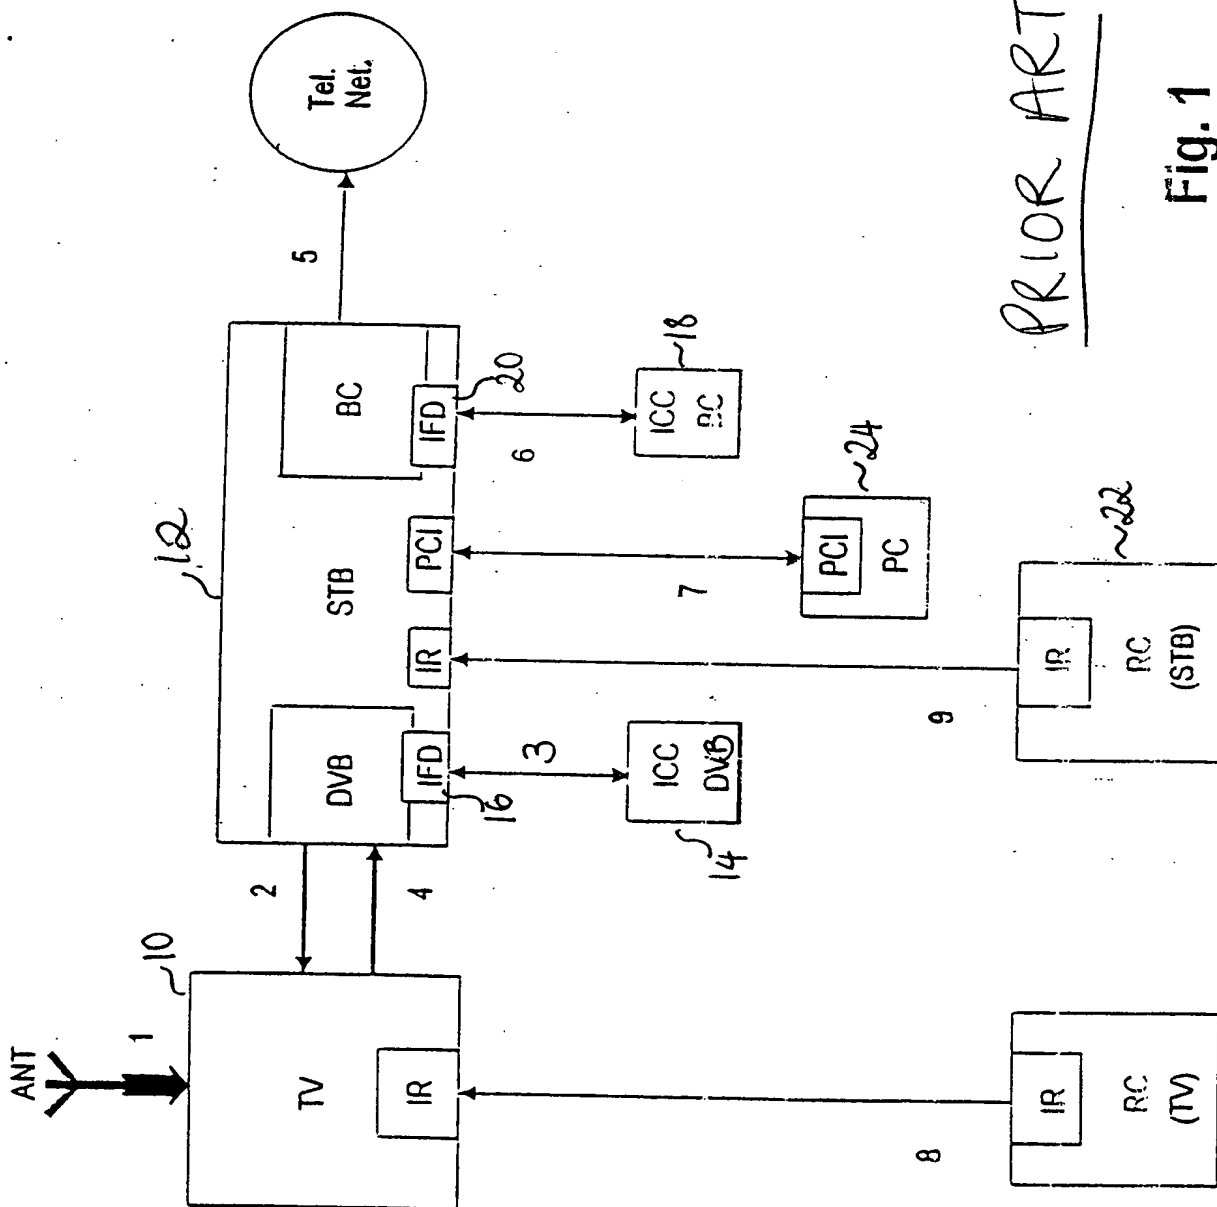 ANT
1
10
TV
IR
2
4
12
DVB
STB
BC
IFD
IR
PCI
IFD
16
20
5
Tel.
Net.
3
ICC
DVB
14
6
ICC
BC
18
7
PCI
PC
24
8
IR
RC
(TV)
9
IR
RC
(STB)
22
PRIOR ART
Fig. 1